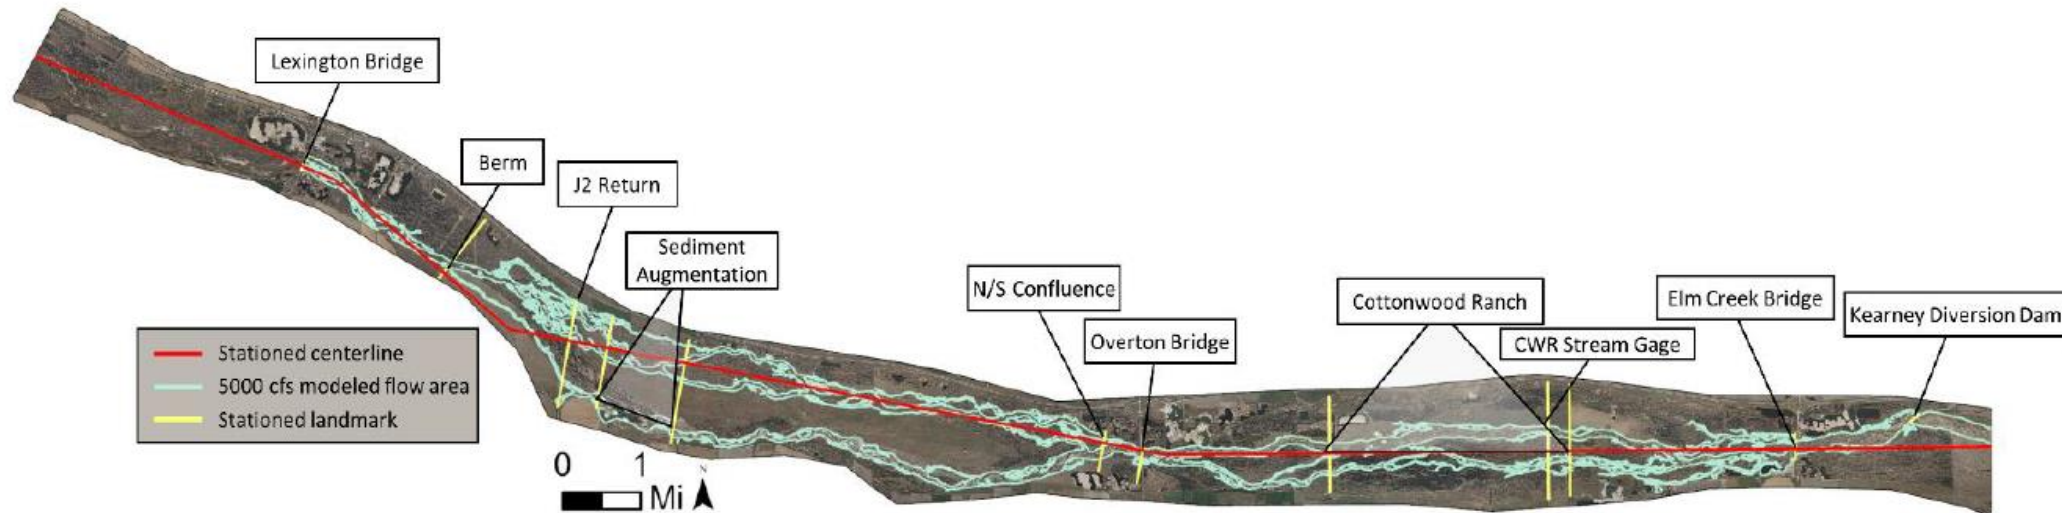 Lexington Bridge
Berm
J2 Return
Sediment
Augmentation
N/S Confluence
Overton Bridge
Cottonwood Ranch
CWR Stream Gage
Elm Creek Bridge
Kearney Diversion Dam
Stationed centerline
5000 cfs modeled flow area
Stationed landmark
0 1
Mi
N